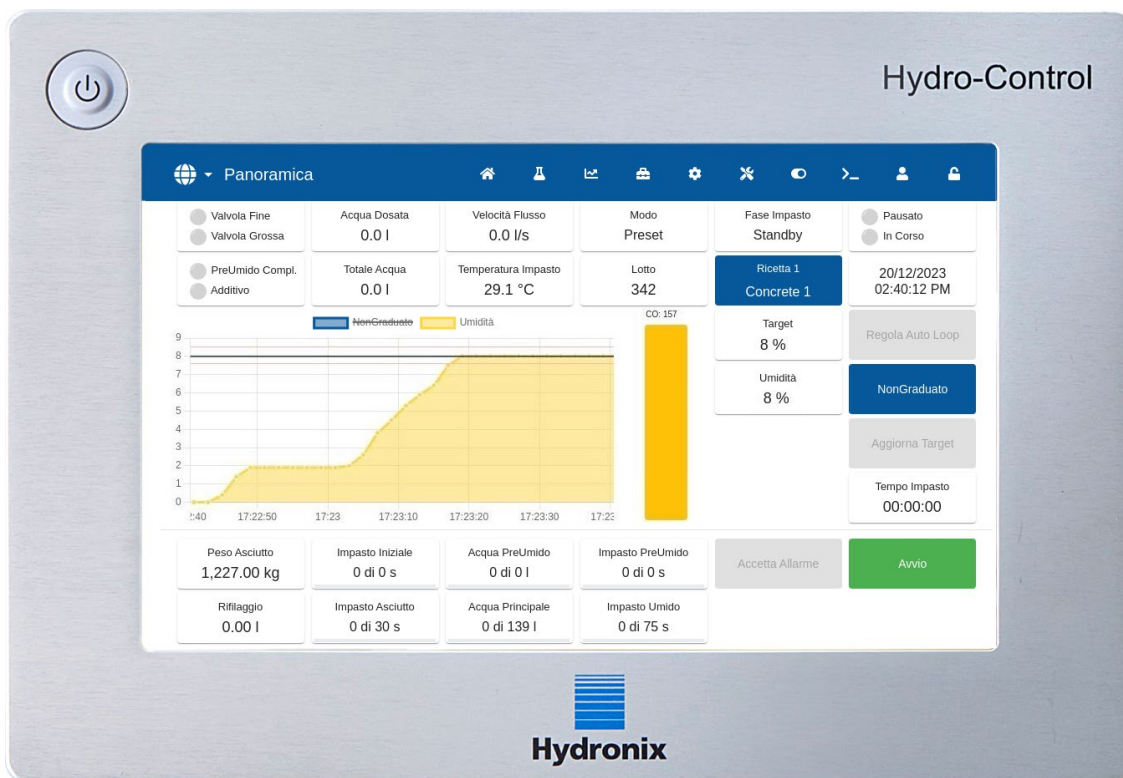 Hydro-Control
Panoramica
Valvola Fine
Valvola Grossa
Acqua Dosata
0.0 l
Velocità Flusso
0.0 l/s
Modo
Preset
Fase Impasto
Standby
Pausato
In Corso
PreUmido Compl.
Additivo
Totale Acqua
0.0 l
Temperatura Impasto
29.1 °C
Lotto
342
Ricetta 1
Concrete 1
20/12/2023
02:40:12 PM
NonGraduato
Umidità
CO: 157
9
8
7
6
5
4
3
2
1
0
:40
17:22:50
17:23
17:23:10
17:23:20
17:23:30
17:23
Target
8 %
Regola Auto Loop
Umidità
8 %
NonGraduato
Aggiorna Target
Tempo Impasto
00:00:00
Peso Asciutto
1,227.00 kg
Impasto Iniziale
0 di 0 s
Acqua PreUmido
0 di 0 l
Impasto PreUmido
0 di 0 s
Accetta Allarme
Avvio
Rifilaggio
0.00 l
Impasto Asciutto
0 di 30 s
Acqua Principale
0 di 139 l
Impasto Umido
0 di 75 s
Hydronix